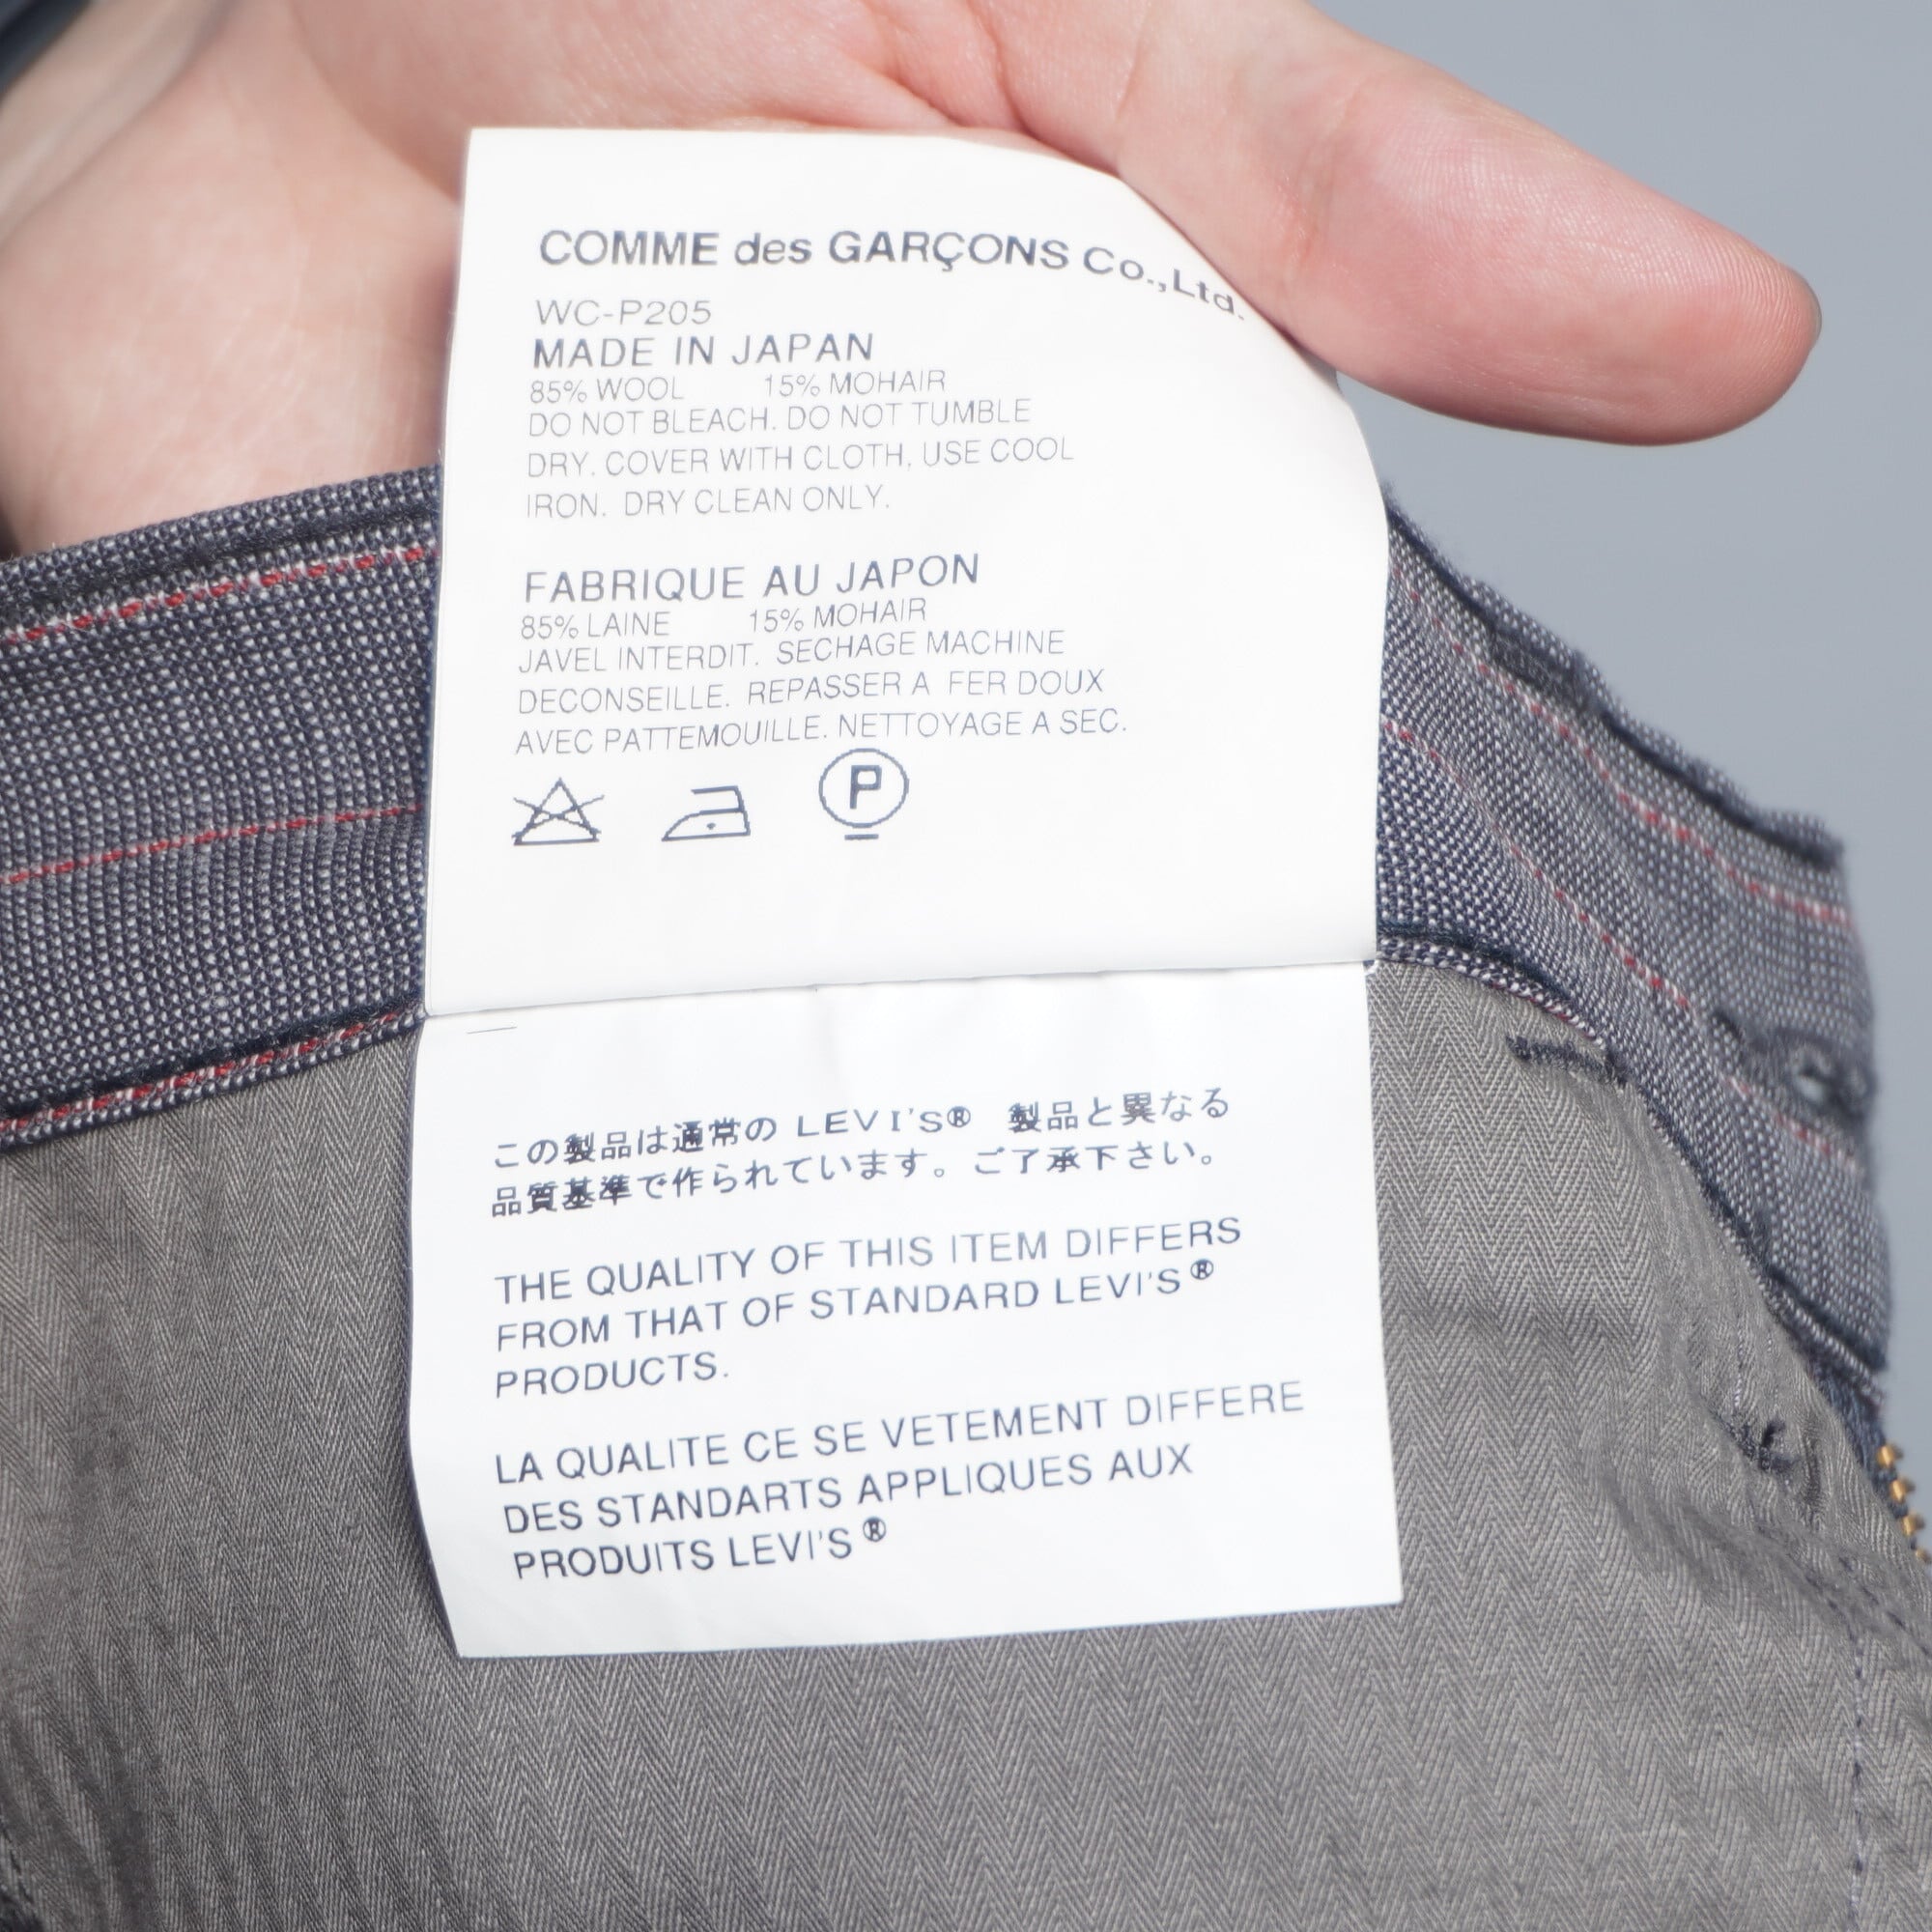 COMME des GARÇONS Co.,Ltd.
WC-P205
MADE IN JAPAN
85% WOOL 15% MOHAIR
DO NOT BLEACH. DO NOT TUMBLE
DRY. COVER WITH CLOTH, USE COOL
IRON. DRY CLEAN ONLY.
FABRIQUE AU JAPON
85% LAINE 15% MOHAIR
JAVEL INTERDIT. SECHAGE MACHINE
DECONSEILLE. REPASSER A FER DOUX
AVEC PATTEMOUILLE. NETTOYAGE A SEC.
P
この製品は通常の LEVI'S® 製品と異なる
品質基準で作られています。ご了承下さい。
THE QUALITY OF THIS ITEM DIFFERS
FROM THAT OF STANDARD LEVI'S®
PRODUCTS.
LA QUALITE CE SE VETEMENT DIFFERE
DES STANDARTS APPLIQUES AUX
PRODUITS LEVI'S®